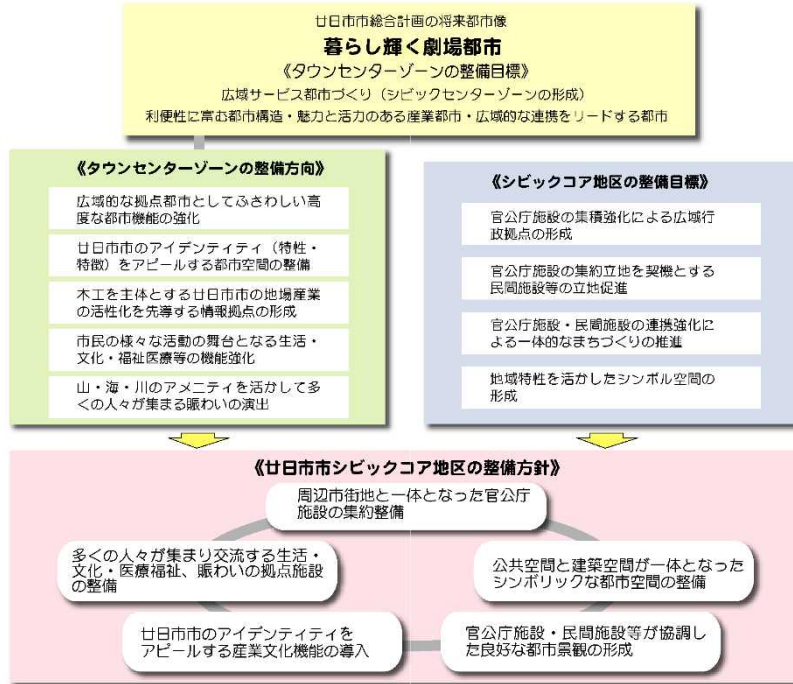 廿日市市総合計画の将来都市像
暮らし輝く劇場都市
《タウンセンターゾーンの整備目標》
広域サービス都市づくり（シビックセンターゾーンの形成）
利便性に富む都市構造・魅力と活力のある産業都市・広域的な連携をリードする都市
《タウンセンターゾーンの整備方向》
広域的な拠点都市としてふさわしい高
度な都市機能の強化
廿日市市のアイデンティティ（特性・
特徴）をアピールする都市空間の整備
木工を主体とする廿日市市の地場産業
の活性化を先導する情報拠点の形成
市民の様々な活動の舞台となる生活・
文化・福祉医療等の機能強化
山・海・川のアメニティを活かして多
くの人々が集まる賑わいの演出
《シビックコア地区の整備目標》
官公庁施設の集積強化による広域行
政拠点の形成
官公庁施設の集約立地を契機とする
民間施設等の立地促進
官公庁施設・民間施設の連携強化に
よる一体的なまちづくりの推進
地域特性を活かしたシンボル空間の
形成
《廿日市市シビックコア地区の整備方針》
周辺市街地と一体となった官公庁
施設の集約整備
多くの人々が集まり交流する生活・
文化・医療福祉、賑わいの拠点施設
の整備
公共空間と建築空間が一体となった
シンボリックな都市空間の整備
廿日市市のアイデンティティを
アピールする産業文化機能の導入
官公庁施設・民間施設等が協調し
た良好な都市景観の形成